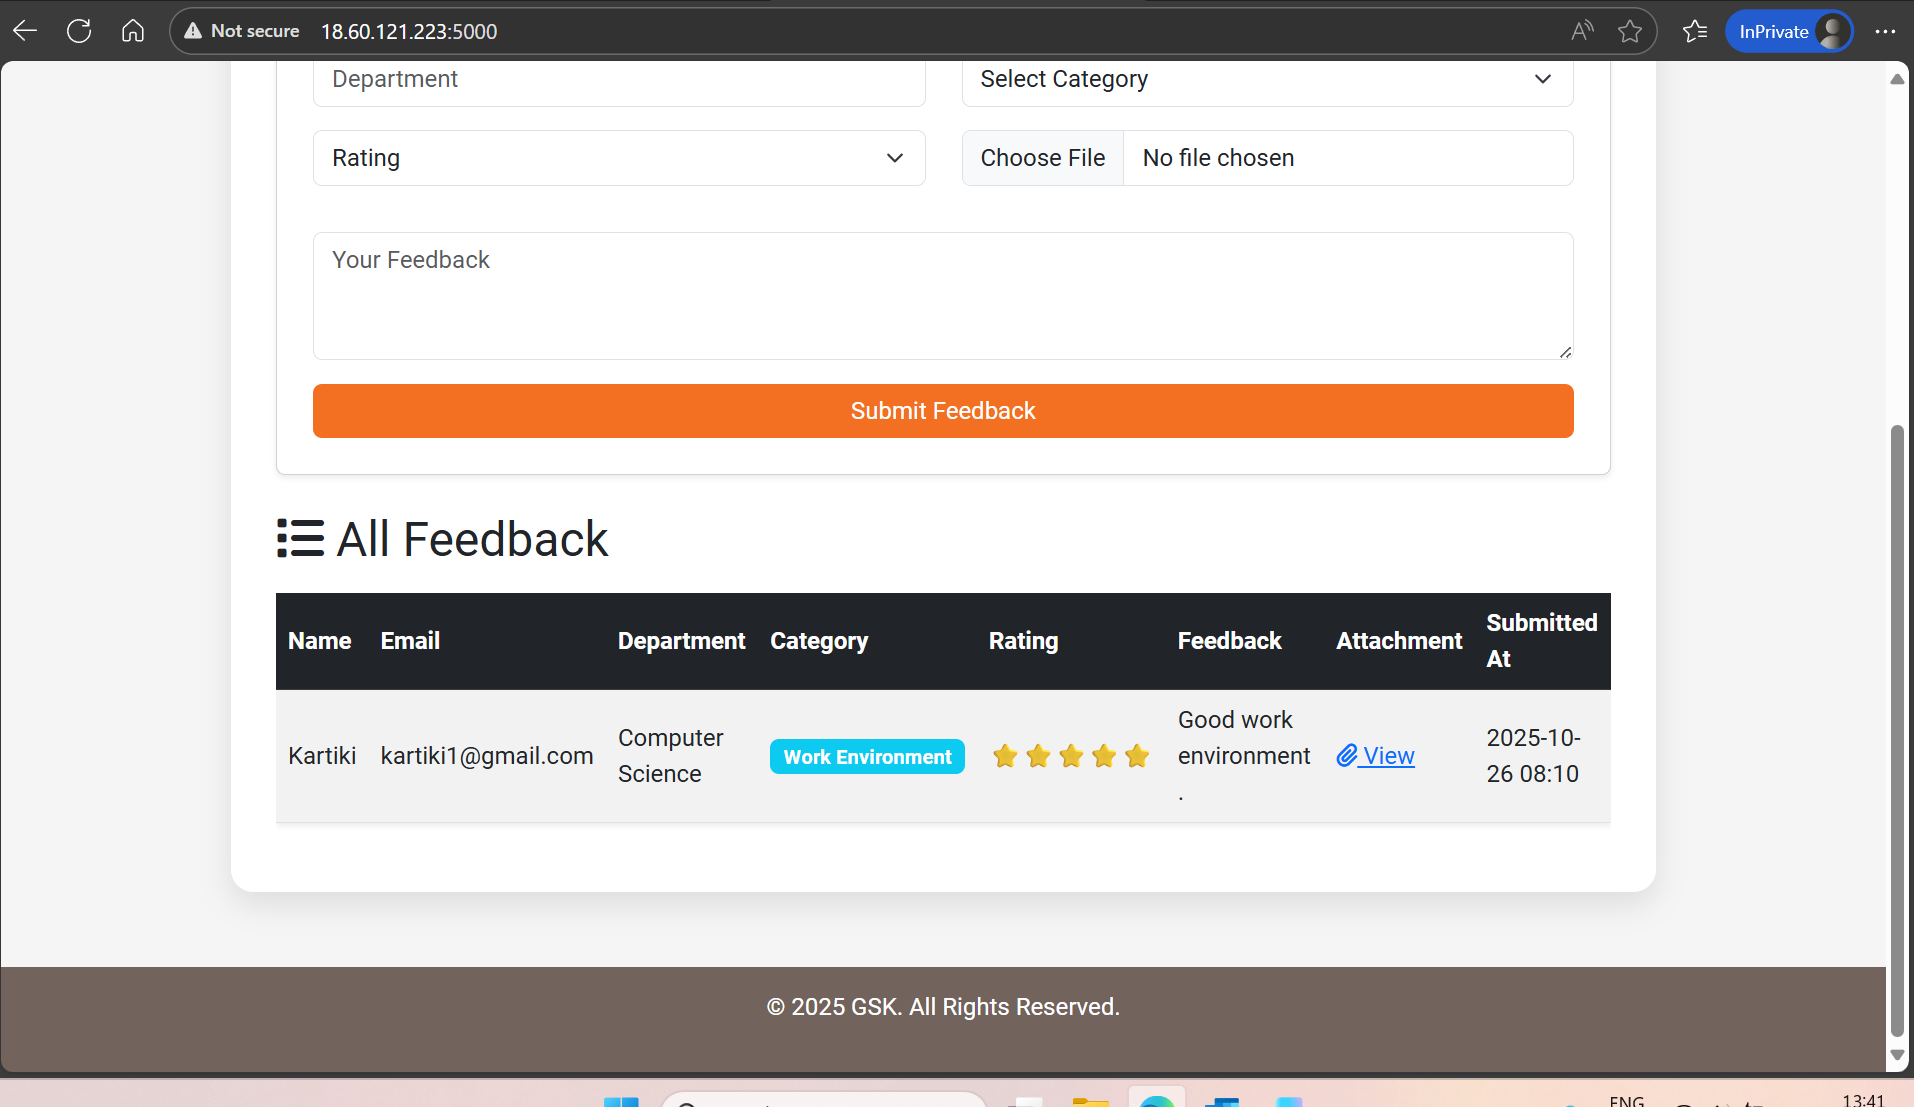 Not secure 18.60.121.223:5000 InPrivate
Department Select Category
Rating Choose File No file chosen
Your Feedback
Submit Feedback
All Feedback
Name Email Department Category Rating Feedback Attachment Submitted At
Kartiki kartiki1@gmail.com Computer Science Work Environment Good work environment . View 2025-10-26 08:10
© 2025 GSK. All Rights Reserved.
ENG 13:41